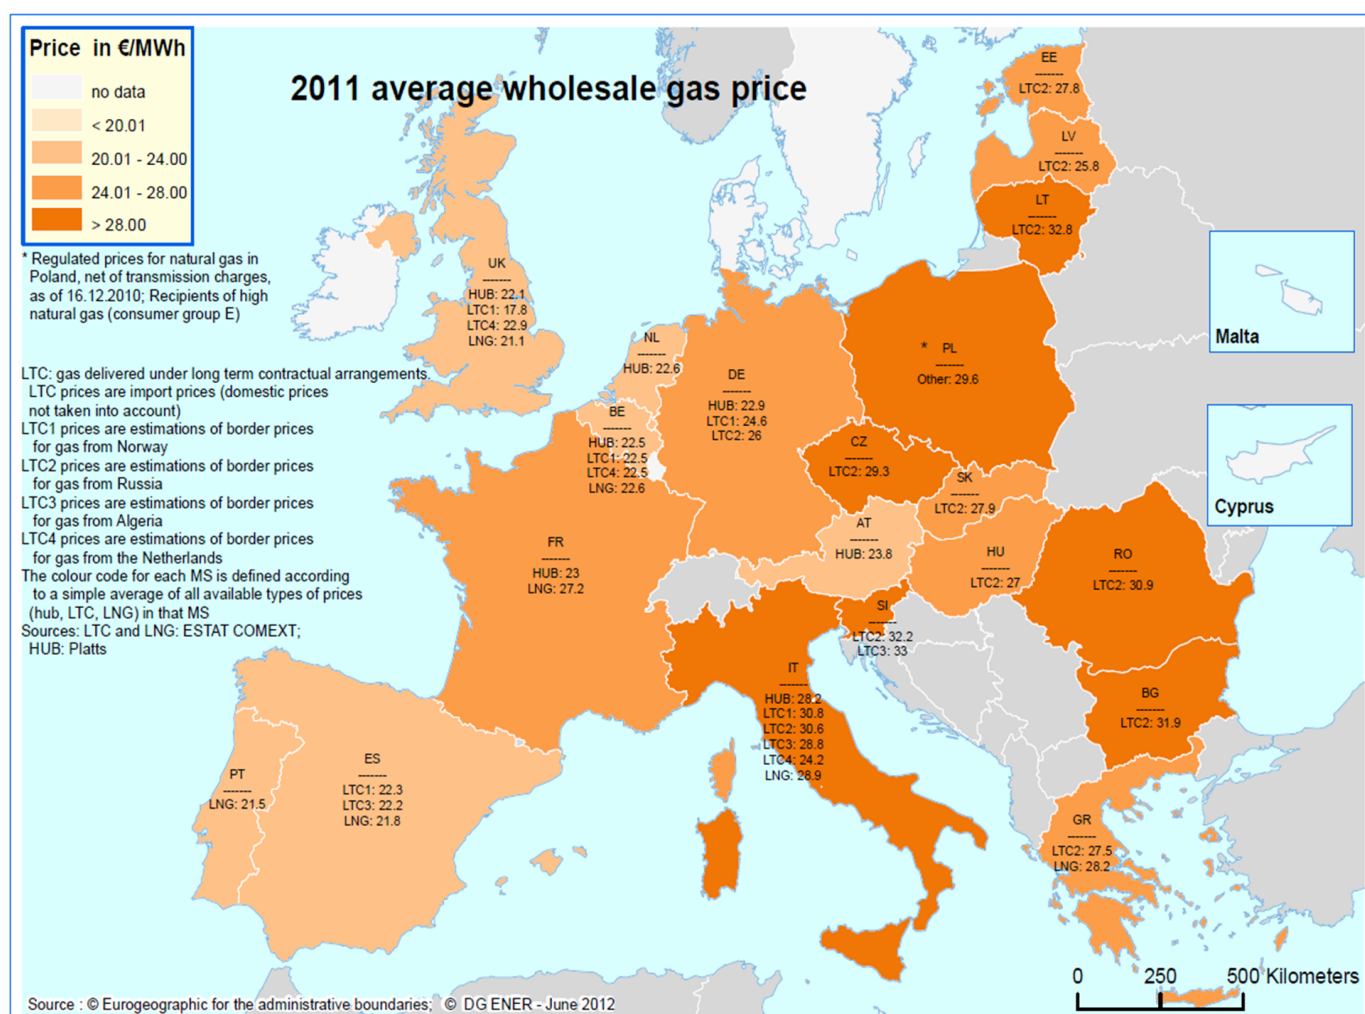 Price in €/MWh
no data
< 20.01
20.01 - 24.00
24.01 - 28.00
> 28.00
2011 average wholesale gas price
* Regulated prices for natural gas in
Poland, net of transmission charges,
as of 16.12.2010; Recipients of high
natural gas (consumer group E)
LTC: gas delivered under long term contractual arrangements.
LTC prices are import prices (domestic prices
not taken into account)
LTC1 prices are estimations of border prices
for gas from Norway
LTC2 prices are estimations of border prices
for gas from Russia
LTC3 prices are estimations of border prices
for gas from Algeria
LTC4 prices are estimations of border prices
for gas from the Netherlands
The colour code for each MS is defined according
to a simple average of all available types of prices
(hub, LTC, LNG) in that MS
Sources: LTC and LNG: ESTAT COMEXT;
HUB: Platts
EE
-------
LTC2: 27.8
LV
-------
LTC2: 25.8
LT
-------
LTC2: 32.8
UK
-------
HUB: 22.1
LTC1: 17.8
LTC4: 22.9
LNG: 21.1
NL
-------
HUB: 22.6
BE
-------
HUB: 22.5
LTC1: 22.5
LTC4: 22.5
LNG: 22.6
DE
-------
HUB: 22.9
LTC1: 24.6
LTC2: 26
* PL
-------
Other: 29.6
CZ
-------
LTC2: 29.3
SK
-------
LTC2: 27.9
AT
-------
HUB: 23.8
HU
-------
LTC2: 27
RO
-------
LTC2: 30.9
FR
-------
HUB: 23
LNG: 27.2
SI
-------
LTC2: 32.2
LTC3: 33
IT
-------
HUB: 28.2
LTC1: 30.8
LTC2: 30.6
LTC3: 28.8
LTC4: 24.2
LNG: 28.9
BG
-------
LTC2: 31.9
PT
-------
LNG: 21.5
ES
-------
LTC1: 22.3
LTC3: 22.2
LNG: 21.8
GR
-------
LTC2: 27.5
LNG: 28.2
Malta
Cyprus
0 250 500 Kilometers
Source : © Eurogeographic for the administrative boundaries; © DG ENER - June 2012